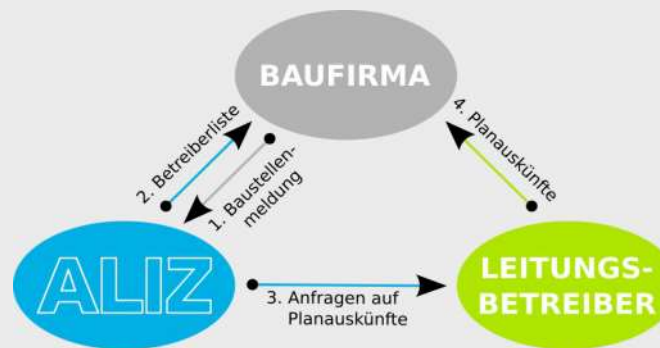 BAUFIRMA
2. Betreiberliste
1. Baustellen-
meldung
4. Planauskünfte
ALIZ
3. Anfragen auf
Planauskünfte
LEITUNGS-
BETREIBER